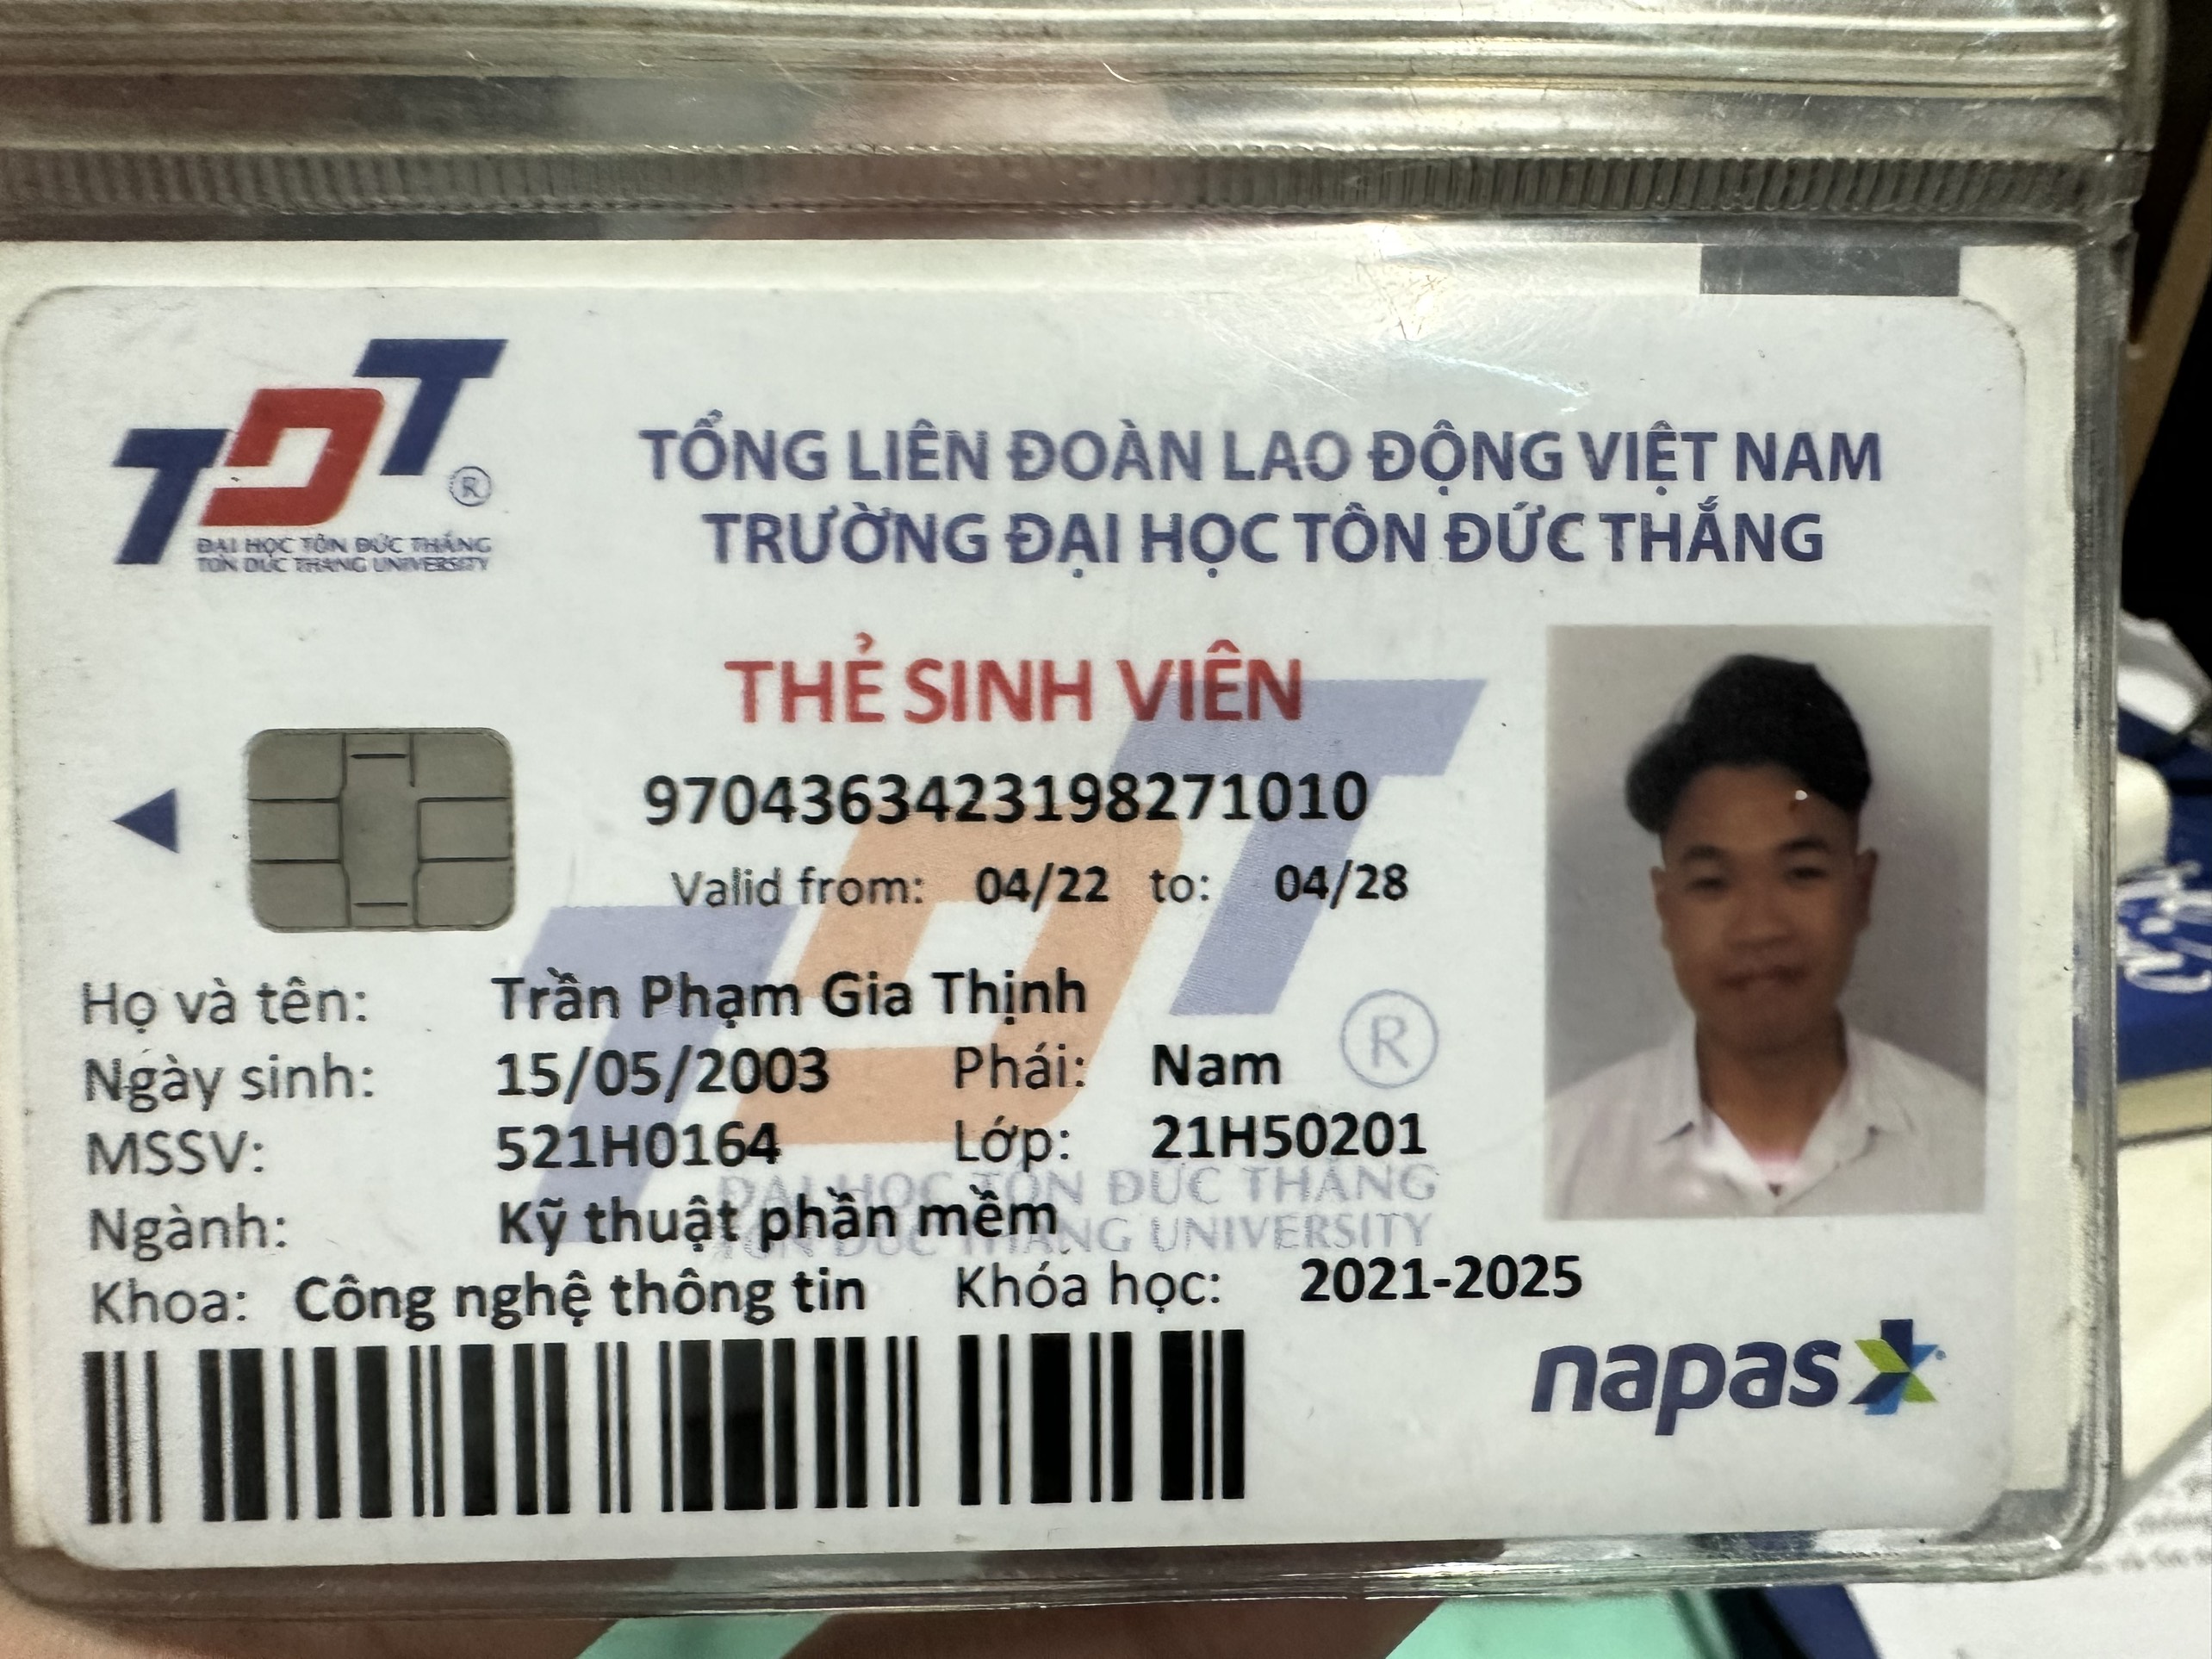 TDT ®
ĐẠI HỌC TÔN ĐỨC THẮNG
TON DUC THANG UNIVERSITY
TỔNG LIÊN ĐOÀN LAO ĐỘNG VIỆT NAM
TRƯỜNG ĐẠI HỌC TÔN ĐỨC THẮNG
THẺ SINH VIÊN
9704363423198271010
Valid from: 04/22 to: 04/28
Họ và tên: Trần Phạm Gia Thịnh
Ngày sinh: 15/05/2003 Phái: Nam
MSSV: 521H0164 Lớp: 21H50201
Ngành: Kỹ thuật phần mềm
Khoa: Công nghệ thông tin Khóa học: 2021-2025
TDT ®
ĐẠI HỌC TÔN ĐỨC THẮNG
TON DUC THANG UNIVERSITY
napas